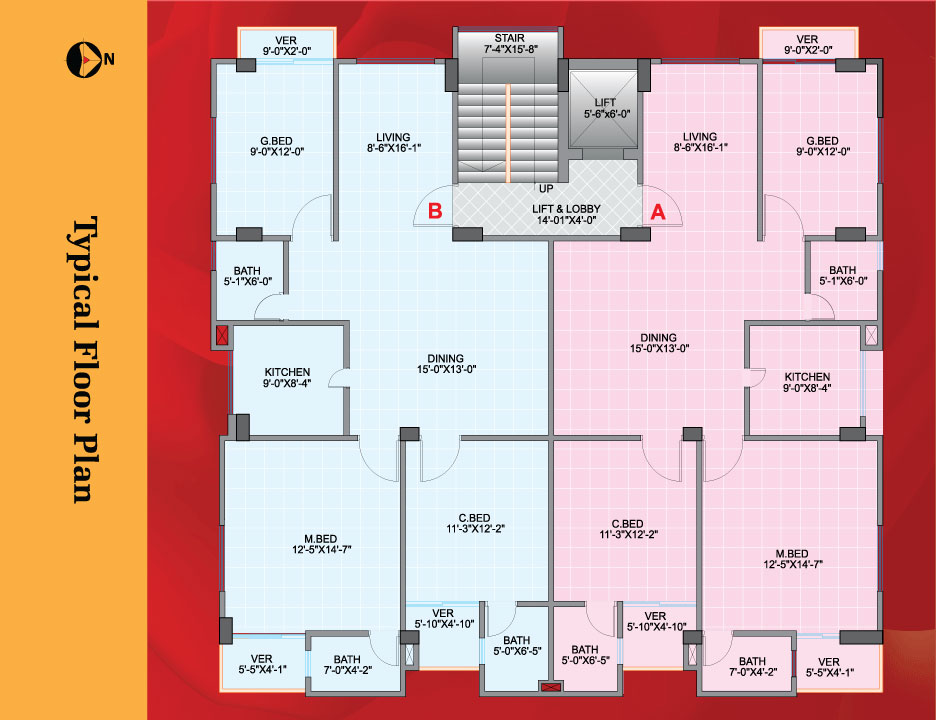 N
Typical Floor Plan
VER
9'-0"X2'-0"
STAIR
7'-4"X15'-8"
VER
9'-0"X2'-0"
G.BED
9'-0"X12'-0"
LIVING
8'-6"X16'-1"
LIFT
5'-6"x6'-0"
LIVING
8'-6"X16'-1"
G.BED
9'-0"X12'-0"
UP
B
LIFT & LOBBY
14'-01"X4'-0"
A
BATH
5'-1"X6'-0"
BATH
5'-1"X6'-0"
DINING
15'-0"X13'-0"
DINING
15'-0"X13'-0"
KITCHEN
9'-0"X8'-4"
KITCHEN
9'-0"X8'-4"
M.BED
12'-5"X14'-7"
C.BED
11'-3"X12'-2"
C.BED
11'-3"X12'-2"
M.BED
12'-5"X14'-7"
VER
5'-10"X4'-10"
VER
5'-10"X4'-10"
BATH
5'-0"X6'-5"
BATH
5'-0"X6'-5"
VER
5'-5"X4'-1"
BATH
7'-0"X4'-2"
BATH
7'-0"X4'-2"
VER
5'-5"X4'-1"